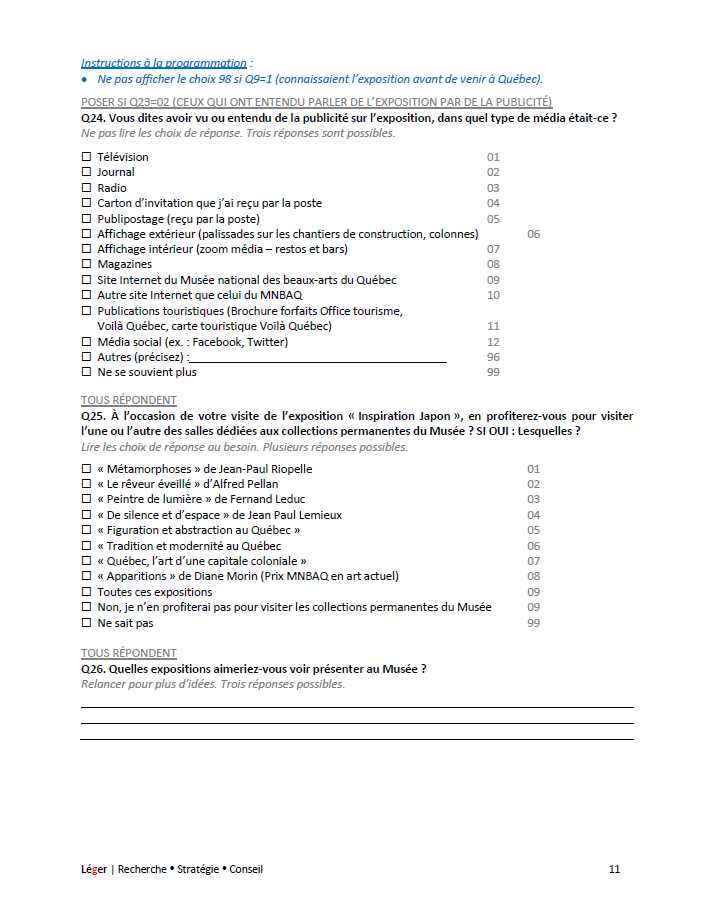 Instructions à la programmation :
• Ne pas afficher le choix 98 si Q9=1 (connaissaient l'exposition avant de venir à Québec).
POSER SI Q23=02 (CEUX QUI ONT ENTENDU PARLER DE L'EXPOSITION PAR DE LA PUBLICITÉ)
Q24. Vous dites avoir vu ou entendu de la publicité sur l'exposition, dans quel type de média était-ce ?
Ne pas lire les choix de réponse. Trois réponses sont possibles.
☐ Télévision 01
☐ Journal 02
☐ Radio 03
☐ Carton d'invitation que j'ai reçu par la poste 04
☐ Publipostage (reçu par la poste) 05
☐ Affichage extérieur (palissades sur les chantiers de construction, colonnes) 06
☐ Affichage intérieur (zoom média – restos et bars) 07
☐ Magazines 08
☐ Site Internet du Musée national des beaux-arts du Québec 09
☐ Autre site Internet que celui du MNBAQ 10
☐ Publications touristiques (Brochure forfaits Office tourisme,
Voilà Québec, carte touristique Voilà Québec) 11
☐ Média social (ex. : Facebook, Twitter) 12
☐ Autres (précisez) : 96
☐ Ne se souvient plus 99
TOUS RÉPONDENT
Q25. À l'occasion de votre visite de l'exposition « Inspiration Japon », en profiterez-vous pour visiter
l'une ou l'autre des salles dédiées aux collections permanentes du Musée ? SI OUI : Lesquelles ?
Lire les choix de réponse au besoin. Plusieurs réponses possibles.
☐ « Métamorphoses » de Jean-Paul Riopelle 01
☐ « Le rêveur éveillé » d'Alfred Pellan 02
☐ « Peintre de lumière » de Fernand Leduc 03
☐ « De silence et d'espace » de Jean Paul Lemieux 04
☐ « Figuration et abstraction au Québec » 05
☐ « Tradition et modernité au Québec 06
☐ « Québec, l'art d'une capitale coloniale » 07
☐ « Apparitions » de Diane Morin (Prix MNBAQ en art actuel) 08
☐ Toutes ces expositions 09
☐ Non, je n'en profiterai pas pour visiter les collections permanentes du Musée 09
☐ Ne sait pas 99
TOUS RÉPONDENT
Q26. Quelles expositions aimeriez-vous voir présenter au Musée ?
Relancer pour plus d'idées. Trois réponses possibles.
Léger | Recherche • Stratégie • Conseil 11